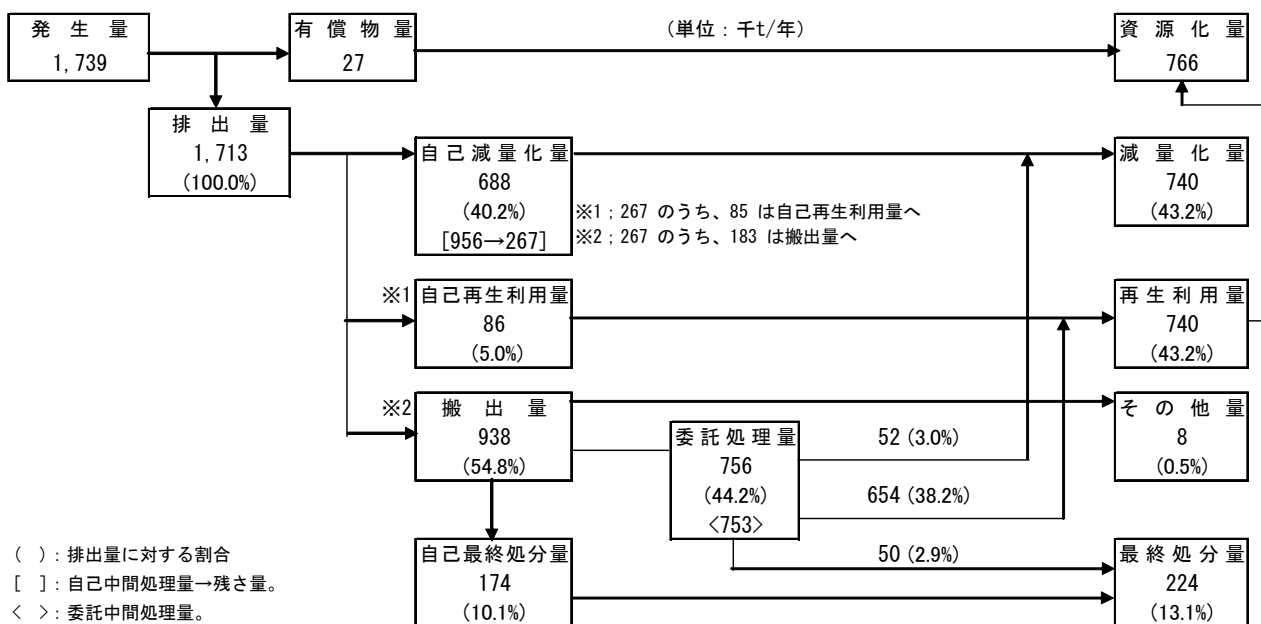 発生量
1,739
有償物量
27
(単位：千t/年)
資源化量
766
排出量
1,713
(100.0%)
自己減量化量
688
(40.2%)
[956→267]
※1；267 のうち、85 は自己再生利用量へ
※2；267 のうち、183 は搬出量へ
減量化量
740
(43.2%)
※1
自己再生利用量
86
(5.0%)
再生利用量
740
(43.2%)
※2
搬出量
938
(54.8%)
委託処理量
756
(44.2%)
<753>
52 (3.0%)
654 (38.2%)
50 (2.9%)
その他量
8
(0.5%)
自己最終処分量
174
(10.1%)
最終処分量
224
(13.1%)
( )：排出量に対する割合
[ ]：自己中間処理量→残さ量。
< >：委託中間処理量。